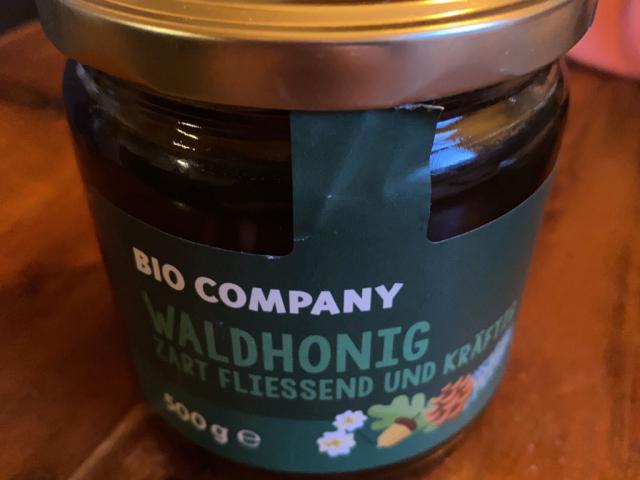 BIO COMPANY
WALDHONIG
ZART FLIESSEND UND KRÄFTIG
500 g ℮